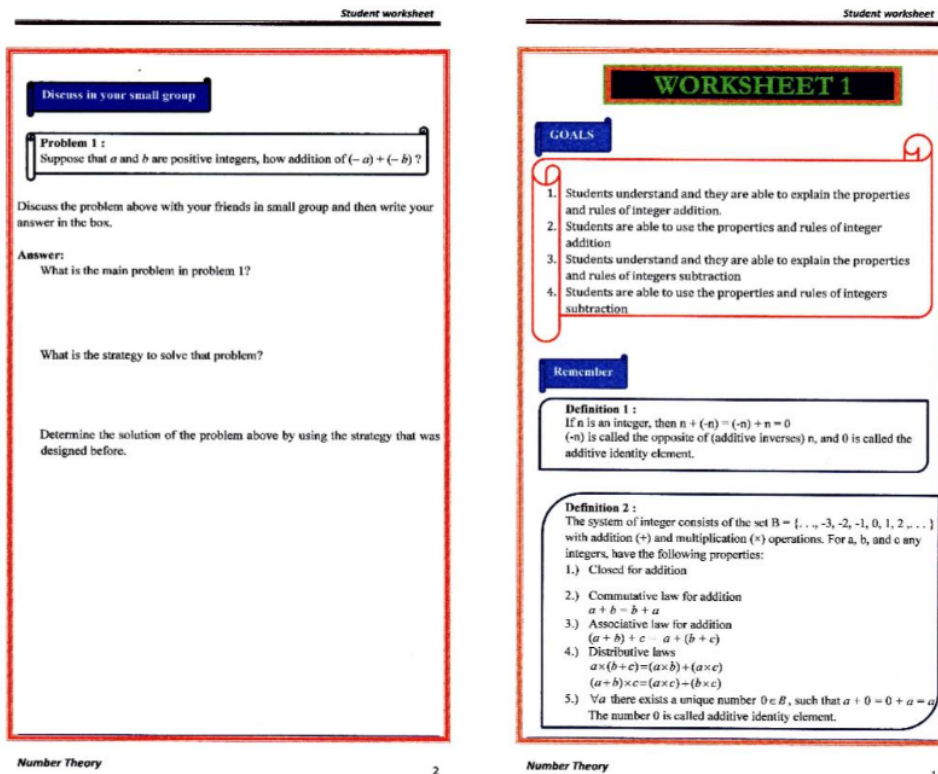 Student worksheet
Discuss in your small group
Problem 1 :
Suppose that a and b are positive integers, how addition of (– a) + (– b) ?
Discuss the problem above with your friends in small group and then write your
answer in the box.
Answer:
What is the main problem in problem 1?
What is the strategy to solve that problem?
Determine the solution of the problem above by using the strategy that was
designed before.
Number Theory
2
Student worksheet
WORKSHEET 1
GOALS
1. Students understand and they are able to explain the properties
and rules of integer addition.
2. Students are able to use the properties and rules of integer
addition
3. Students understand and they are able to explain the properties
and rules of integers subtraction
4. Students are able to use the properties and rules of integers
subtraction
Remember
Definition 1 :
If n is an integer, then n + (-n) = (-n) + n = 0
(-n) is called the opposite of (additive inverses) n, and 0 is called the
additive identity element.
Definition 2 :
The system of integer consists of the set B = {. . ., -3, -2, -1, 0, 1, 2 ,. . . }
with addition (+) and multiplication (×) operations. For a, b, and c any
integers, have the following properties:
1.) Closed for addition
2.) Commutative law for addition
a + b = b + a
3.) Associative law for addition
(a + b) + c = a + (b + c)
4.) Distributive laws
a×(b+c)=(a×b)+(a×c)
(a+b)×c=(a×c)+(b×c)
5.) ∀a there exists a unique number 0∈B, such that a + 0 = 0 + a = a
The number 0 is called additive identity element.
Number Theory